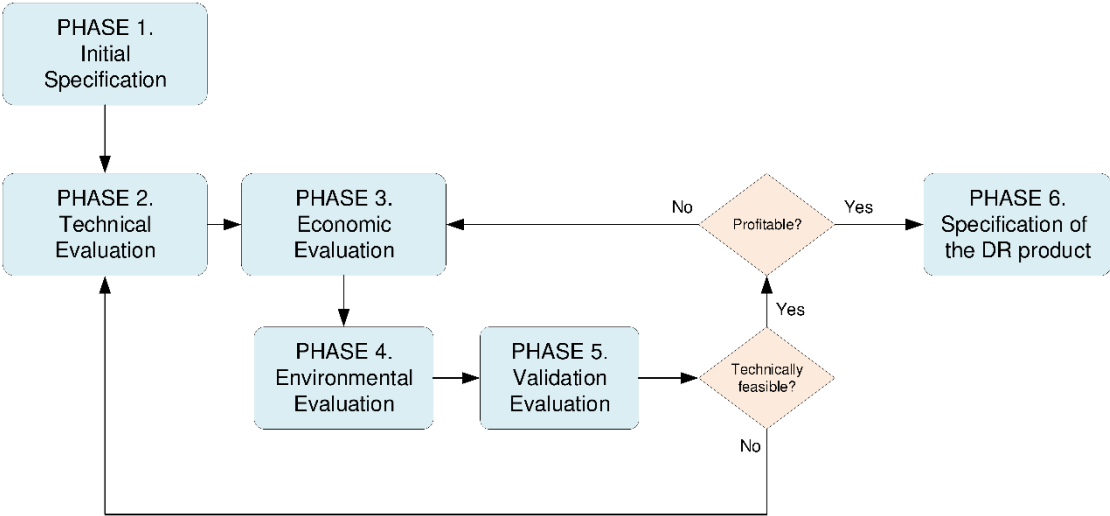 PHASE 1.
Initial
Specification
PHASE 2.
Technical
Evaluation
PHASE 3.
Economic
Evaluation
No
Profitable?
Yes
PHASE 6.
Specification of
the DR product
Yes
PHASE 4.
Environmental
Evaluation
PHASE 5.
Validation
Evaluation
Technically
feasible?
No